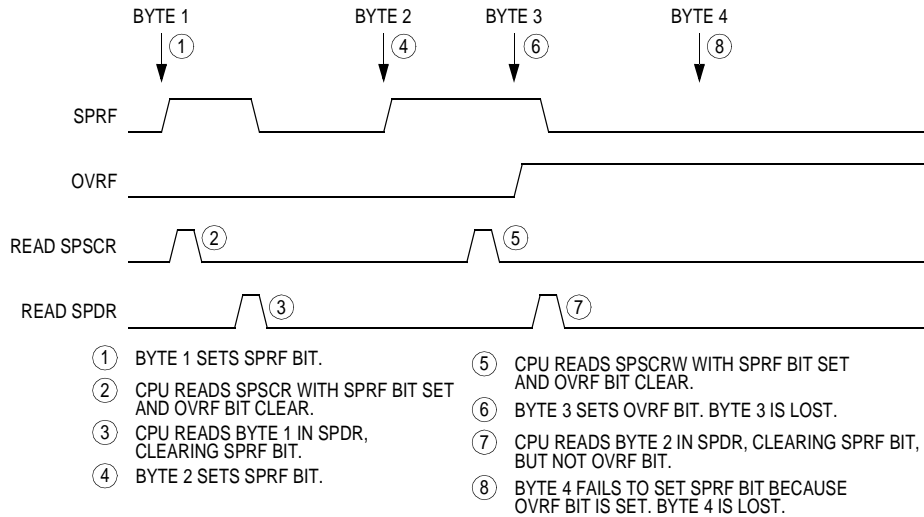 BYTE 1 BYTE 2 BYTE 3 BYTE 4
1 4 6 8
SPRF
OVRF
READ SPSCR 2 5
READ SPDR 3 7
1 BYTE 1 SETS SPRF BIT.
2 CPU READS SPSCR WITH SPRF BIT SET
AND OVRF BIT CLEAR.
3 CPU READS BYTE 1 IN SPDR,
CLEARING SPRF BIT.
4 BYTE 2 SETS SPRF BIT.
5 CPU READS SPSCRW WITH SPRF BIT SET
AND OVRF BIT CLEAR.
6 BYTE 3 SETS OVRF BIT. BYTE 3 IS LOST.
7 CPU READS BYTE 2 IN SPDR, CLEARING SPRF BIT,
BUT NOT OVRF BIT.
8 BYTE 4 FAILS TO SET SPRF BIT BECAUSE
OVRF BIT IS SET. BYTE 4 IS LOST.